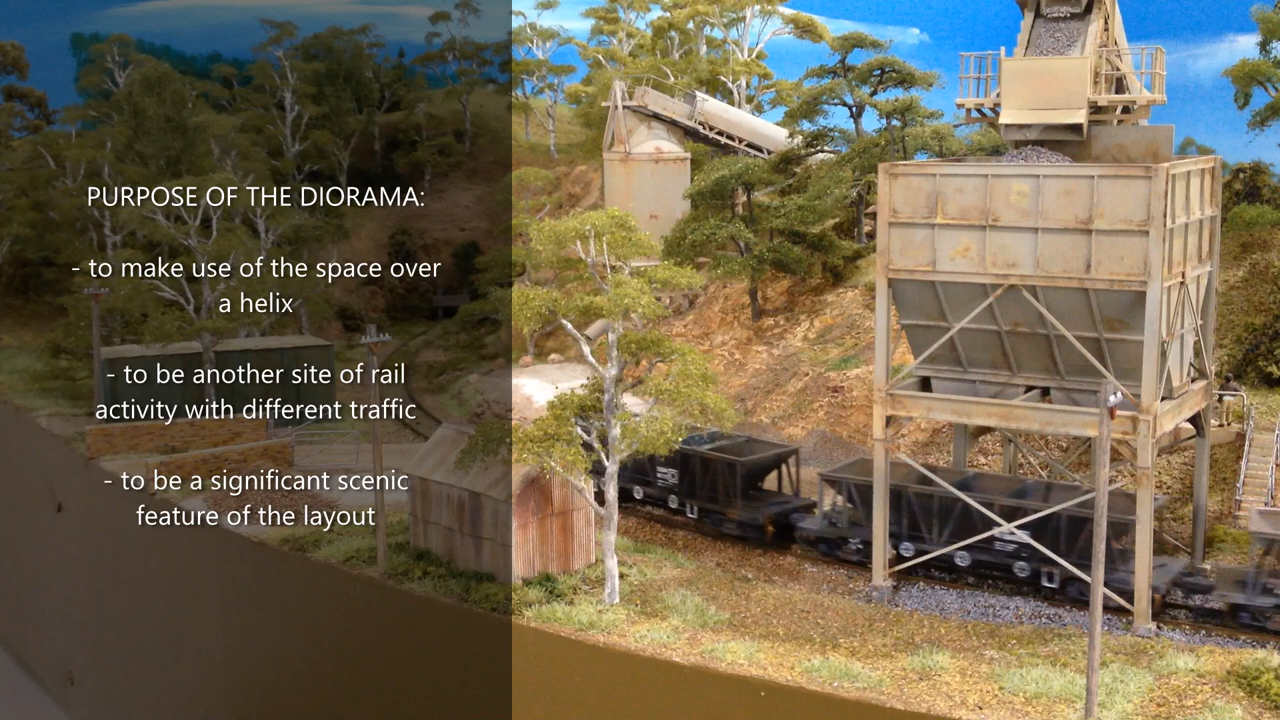 PURPOSE OF THE DIORAMA:
- to make use of the space over
a helix
- to be another site of rail
activity with different traffic
- to be a significant scenic
feature of the layout